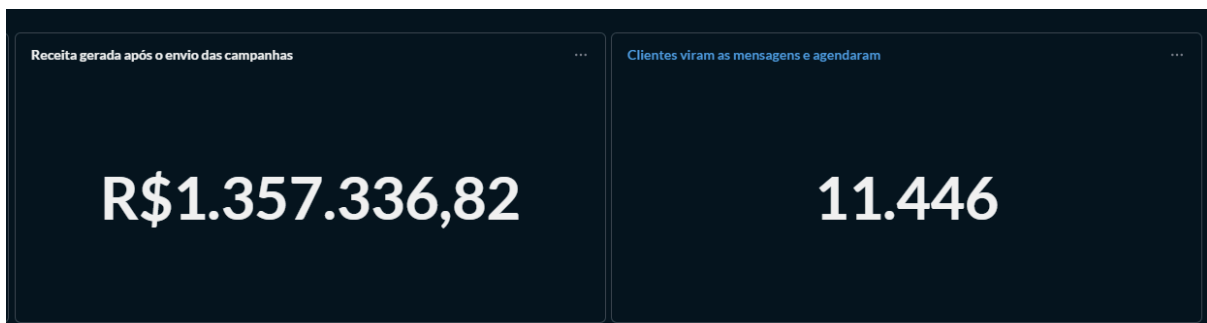 Receita gerada após o envio das campanhas
Clientes viram as mensagens e agendaram
R$1.357.336,82
11.446